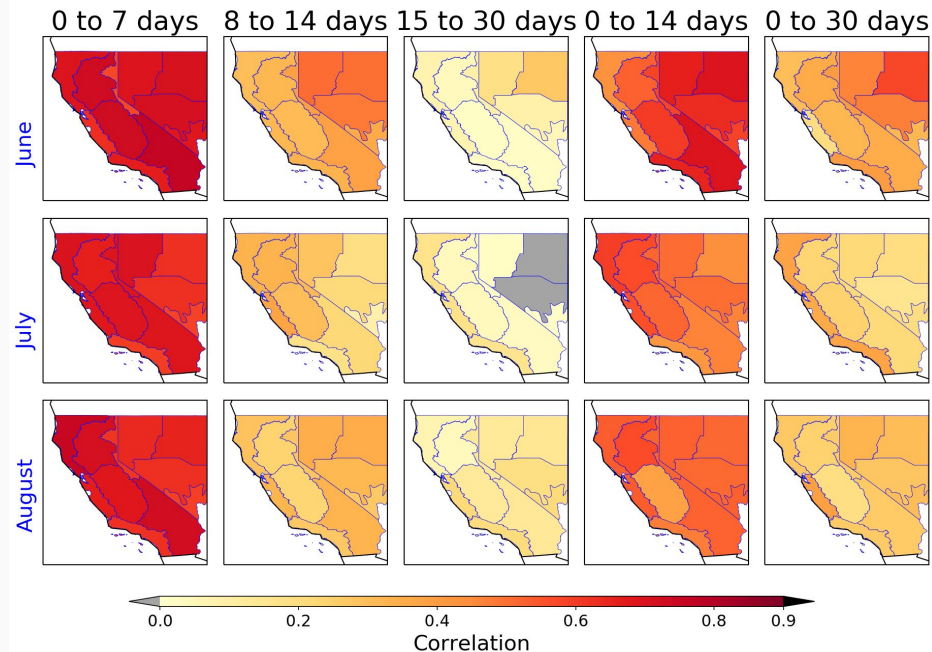 0 to 7 days 8 to 14 days 15 to 30 days 0 to 14 days 0 to 30 days
June
July
August
0.0 0.2 0.4 0.6 0.8 0.9
Correlation